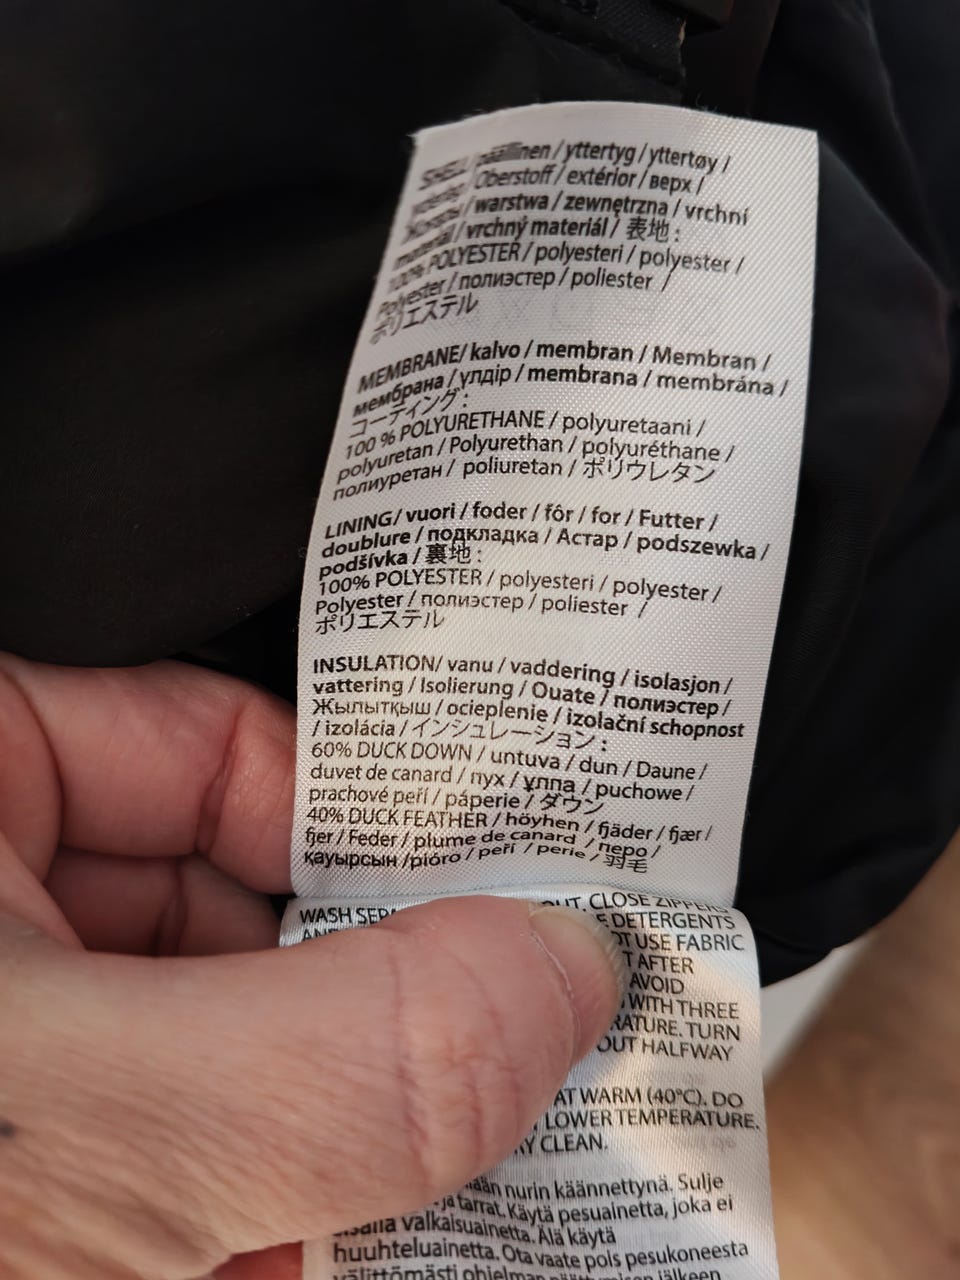 SHELL / päällinen / yttertyg / yttertøy /
Oberstoff / extérior / верх /
/ warstwa / zewnętrzna / vrchní
materiál / vrchný materiál / 表地 :
100% POLYESTER / polyesteri / polyester /
Polyester / полиэстер / poliester /
ポリエステル
MEMBRANE/ kalvo / membran / Membran /
мембрана / үлдір / membrana / membrána /
コーティング :
100 % POLYURETHANE / polyuretaani /
polyuretan / Polyurethan / polyuréthane /
полиуретан / poliuretan / ポリウレタン
LINING/ vuori / foder / fôr / for / Futter /
doublure / подкладка / Астар / podszewka /
podšívka / 裏地 :
100% POLYESTER / polyesteri / polyester /
Polyester / полиэстер / poliester /
ポリエステル
INSULATION/ vanu / vaddering / isolasjon /
vattering / Isolierung / Ouate / полиэстер /
Жылытқыш / ocieplenie / izolační schopnost
/ izolácia / インシュレーション :
60% DUCK DOWN / untuva / dun / Daune /
duvet de canard / пух / ұлпа / puchowe /
prachové peří / páperie / ダウン
40% DUCK FEATHER / höyhen / fjäder / fjær /
fjer / Feder / plume de canard / перо /
қауырсын /pióro / peří / perie / 羽毛
WASH CLOSE ZIPPERS
DETERGENTS
USE FABRIC
AFTER
AVOID
WITH THREE
TURN
HALFWAY
WARM (40°C). DO
LOWER TEMPERATURE.
CLEAN.
nurin käännettynä. Sulje
ja tarrat. Käytä pesuainetta, joka ei
valkaisuainetta. Älä käytä
huuhteluainetta. Ota vaate pois pesukoneesta
välittömästi ohjelman jälkeen